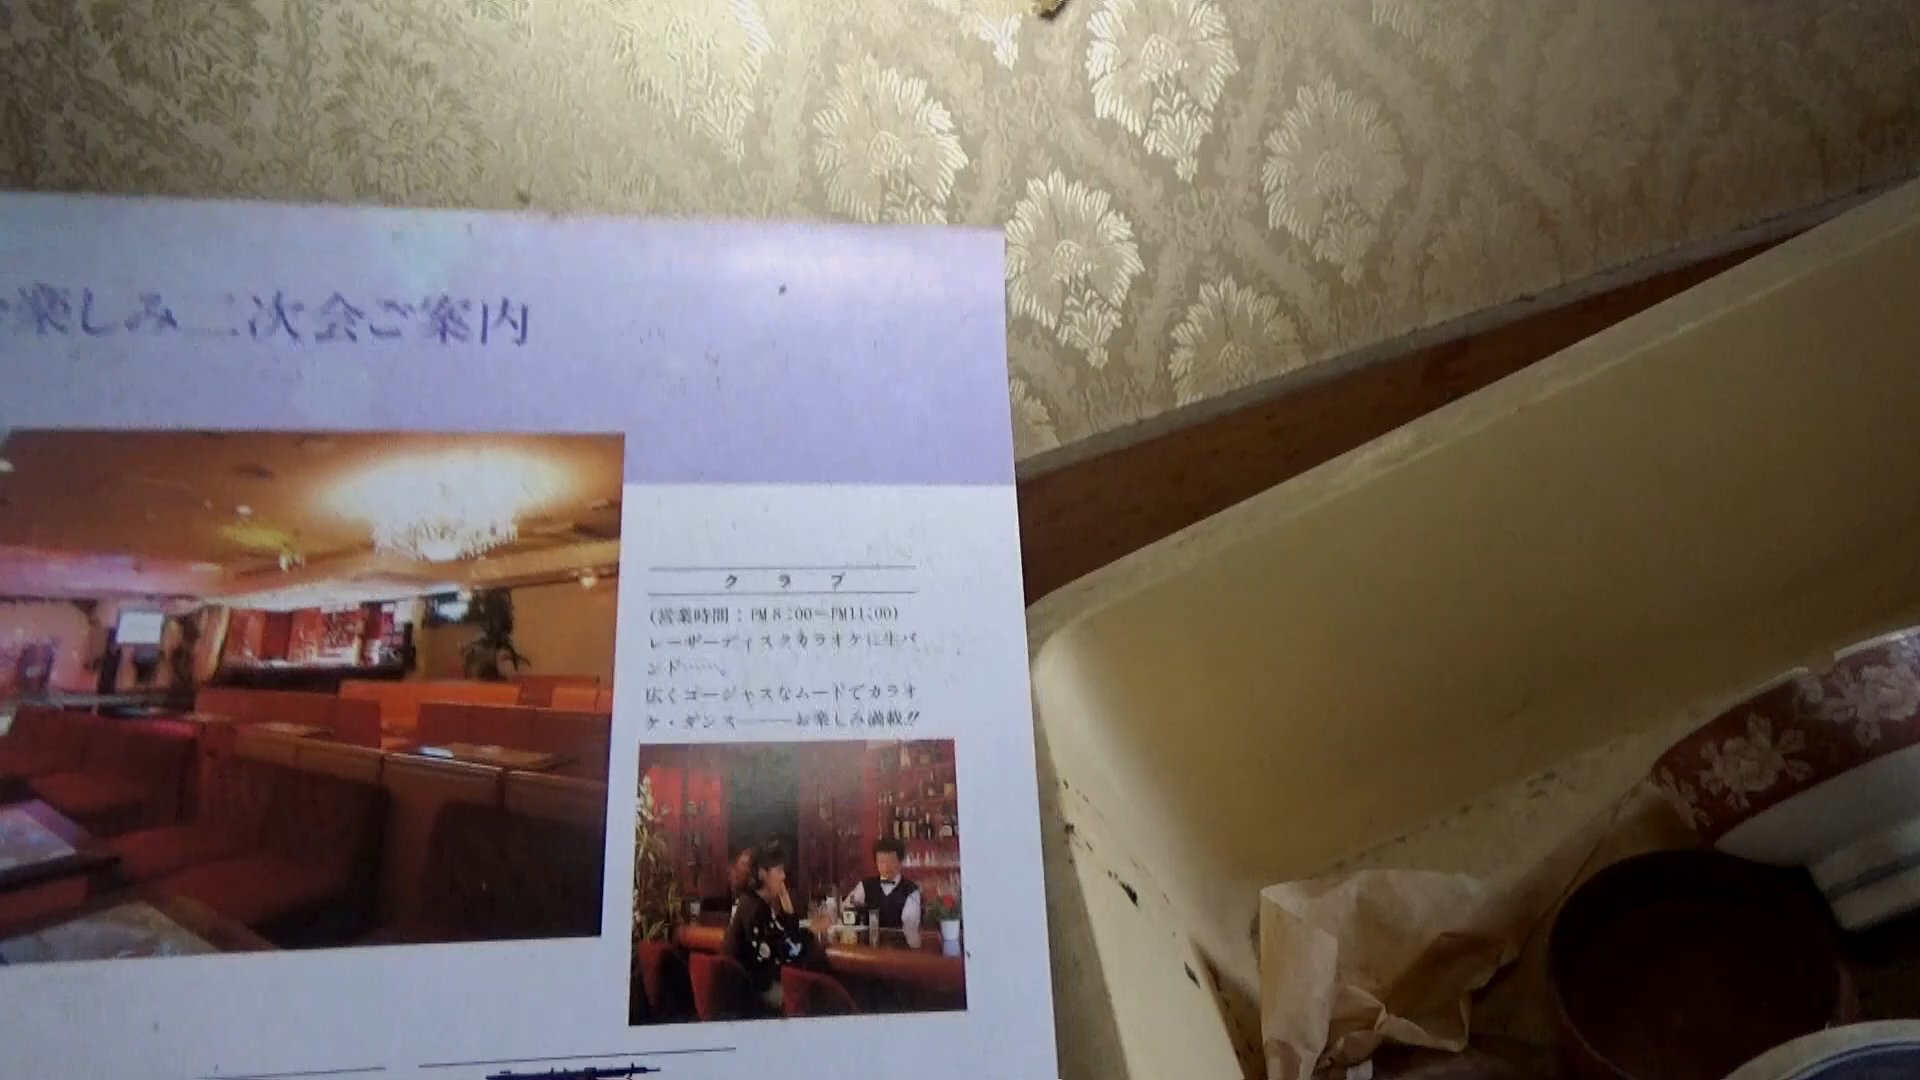 お楽しみ二次会ご案内
クラブ
(営業時間：PM8:00〜PM11:00)
レーザーディスクカラオケに生バ
ンド……。
広くゴージャスなムードでカラオ
ケ・ダンス———お楽しみ満載!!